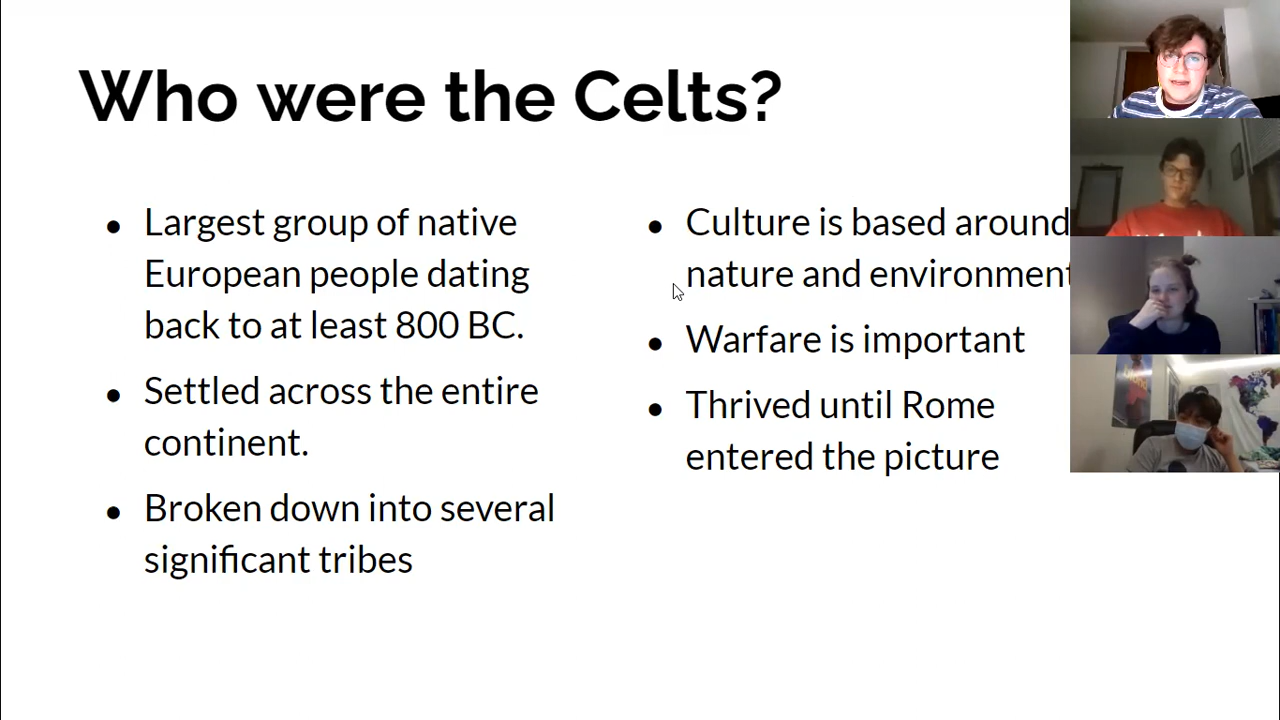 Who were the Celts?
● Largest group of native
European people dating
back to at least 800 BC.
● Settled across the entire
continent.
● Broken down into several
significant tribes
● Culture is based around
nature and environment
● Warfare is important
● Thrived until Rome
entered the picture